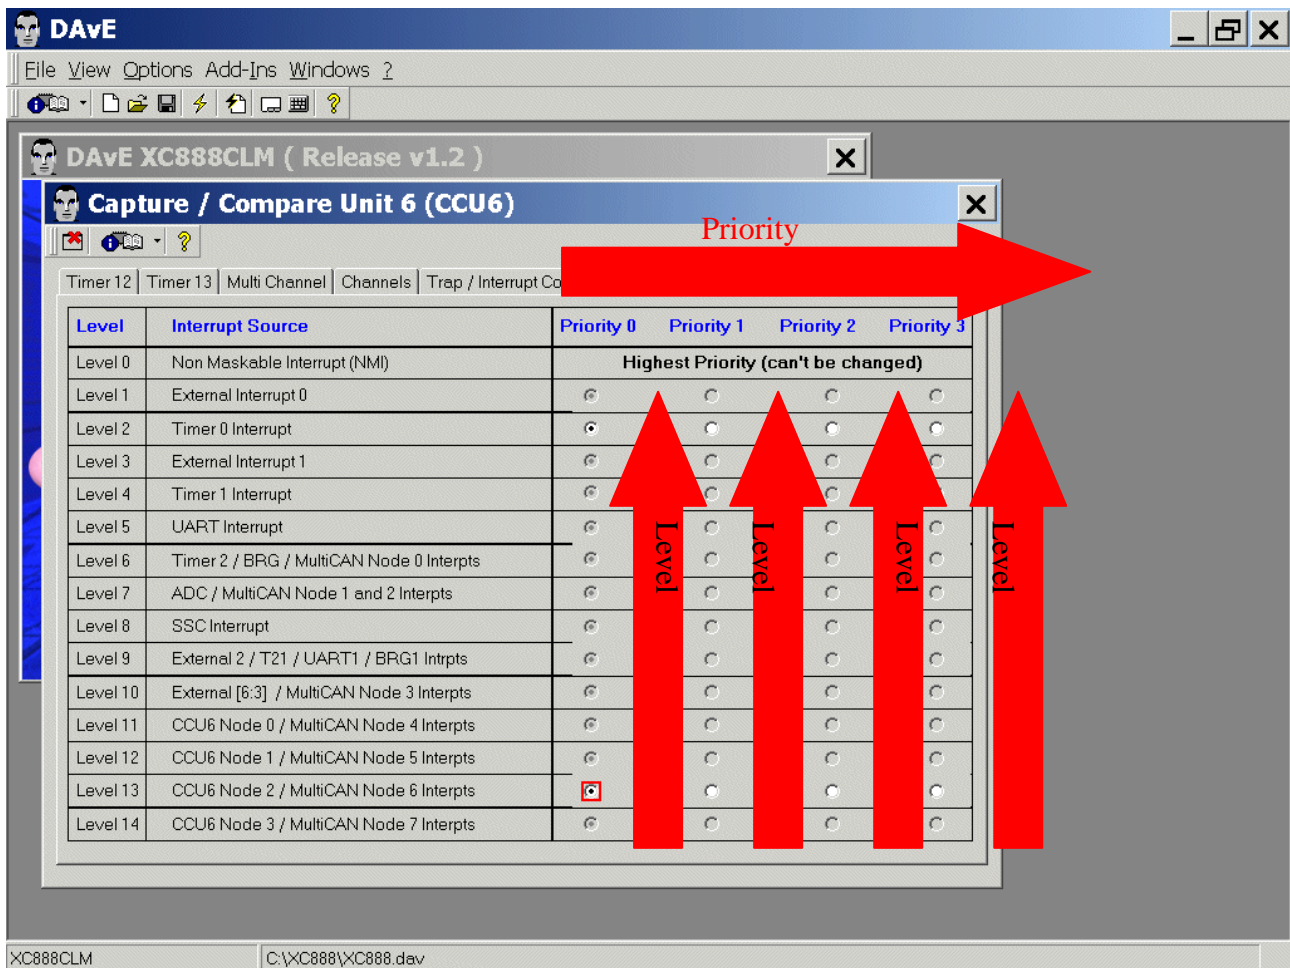 DAvE
File View Options Add-Ins Windows ?
DAvE XC888CLM ( Release v1.2 )
Capture / Compare Unit 6 (CCU6)
Priority
Timer 12 Timer 13 Multi Channel Channels Trap / Interrupt Co
Level Interrupt Source Priority 0 Priority 1 Priority 2 Priority 3
Level 0 Non Maskable Interrupt (NMI) Highest Priority (can't be changed)
Level 1 External Interrupt 0
Level 2 Timer 0 Interrupt
Level 3 External Interrupt 1
Level 4 Timer 1 Interrupt
Level 5 UART Interrupt
Level 6 Timer 2 / BRG / MultiCAN Node 0 Interpts
Level 7 ADC / MultiCAN Node 1 and 2 Interpts
Level 8 SSC Interrupt
Level 9 External 2 / T21 / UART1 / BRG1 Intrpts
Level 10 External [6:3] / MultiCAN Node 3 Interpts
Level 11 CCU6 Node 0 / MultiCAN Node 4 Interpts
Level 12 CCU6 Node 1 / MultiCAN Node 5 Interpts
Level 13 CCU6 Node 2 / MultiCAN Node 6 Interpts
Level 14 CCU6 Node 3 / MultiCAN Node 7 Interpts
Level
Level
Level
Level
XC888CLM C:\XC888\XC888.dav